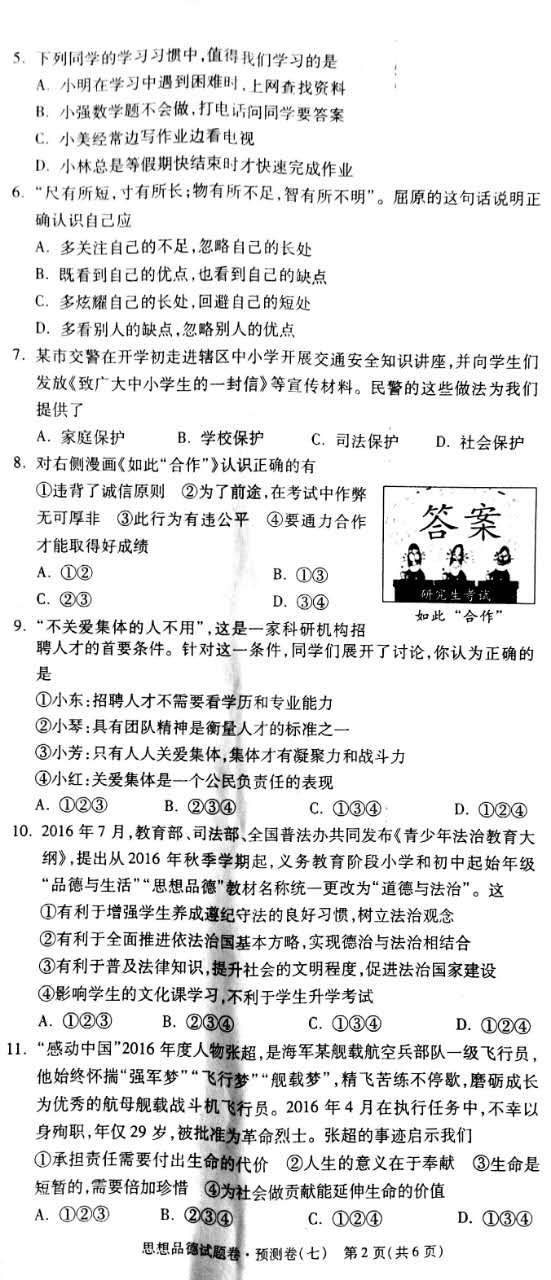 5. 下列同学的学习习惯中,值得我们学习的是
A. 小明在学习中遇到困难时,上网查找资料
B. 小强数学题不会做,打电话问同学要答案
C. 小美经常边写作业边看电视
D. 小林总是等假期快结束时才快速完成作业
6. “尺有所短,寸有所长;物有所不足,智有所不明”。屈原的这句话说明正
确认识自己应
A. 多关注自己的不足,忽略自己的长处
B. 既看到自己的优点,也看到自己的缺点
C. 多炫耀自己的长处,回避自己的短处
D. 多看别人的缺点,忽略别人的优点
7. 某市交警在开学初走进辖区中小学开展交通安全知识讲座,并向学生们
发放《致广大中小学生的一封信》等宣传材料。民警的这些做法为我们
提供了
A. 家庭保护 B. 学校保护 C. 司法保护 D. 社会保护
8. 对右侧漫画《如此“合作”》认识正确的有
①违背了诚信原则 ②为了前途,在考试中作弊
无可厚非 ③此行为有违公平 ④要通力合作
才能取得好成绩
A. ①② B. ①③
C. ②③ D. ③④
答案
研究生考试
如此“合作”
9. “不关爱集体的人不用”,这是一家科研机构招
聘人才的首要条件。针对这一条件,同学们展开了讨论,你认为正确的
是
①小东:招聘人才不需要看学历和专业能力
②小琴:具有团队精神是衡量人才的标准之一
③小芳:只有人人关爱集体,集体才有凝聚力和战斗力
④小红:关爱集体是一个公民负责任的表现
A. ①②③ B. ②③④ C. ①③④ D. ①②④
10. 2016年7月,教育部、司法部、全国普法办共同发布《青少年法治教育大
纲》,提出从2016年秋季学期起,义务教育阶段小学和初中起始年级
“品德与生活”“思想品德”教材名称统一更改为“道德与法治”。这
①有利于增强学生养成遵纪守法的良好习惯,树立法治观念
②有利于全面推进依法治国基本方略,实现德治与法治相结合
③有利于普及法律知识,提升社会的文明程度,促进法治国家建设
④影响学生的文化课学习,不利于学生升学考试
A. ①②③ B. ②③④ C. ①③④ D. ①②④
11. “感动中国”2016年度人物张超,是海军某舰载航空兵部队一级飞行员,
他始终怀揣“强军梦”“飞行梦”“舰载梦”,精飞苦练不停歇,磨砺成长
为优秀的航母舰载战斗机飞行员。2016年4月在执行任务中,不幸以
身殉职,年仅29岁,被批准为革命烈士。张超的事迹启示我们
①承担责任需要付出生命的代价 ②人生的意义在于奉献 ③生命是
短暂的,需要倍加珍惜 ④为社会做贡献能延伸生命的价值
A. ①②③ B. ②③④ C. ①②④ D. ①③④
思想品德试题卷·预测卷(七) 第2页(共6页)